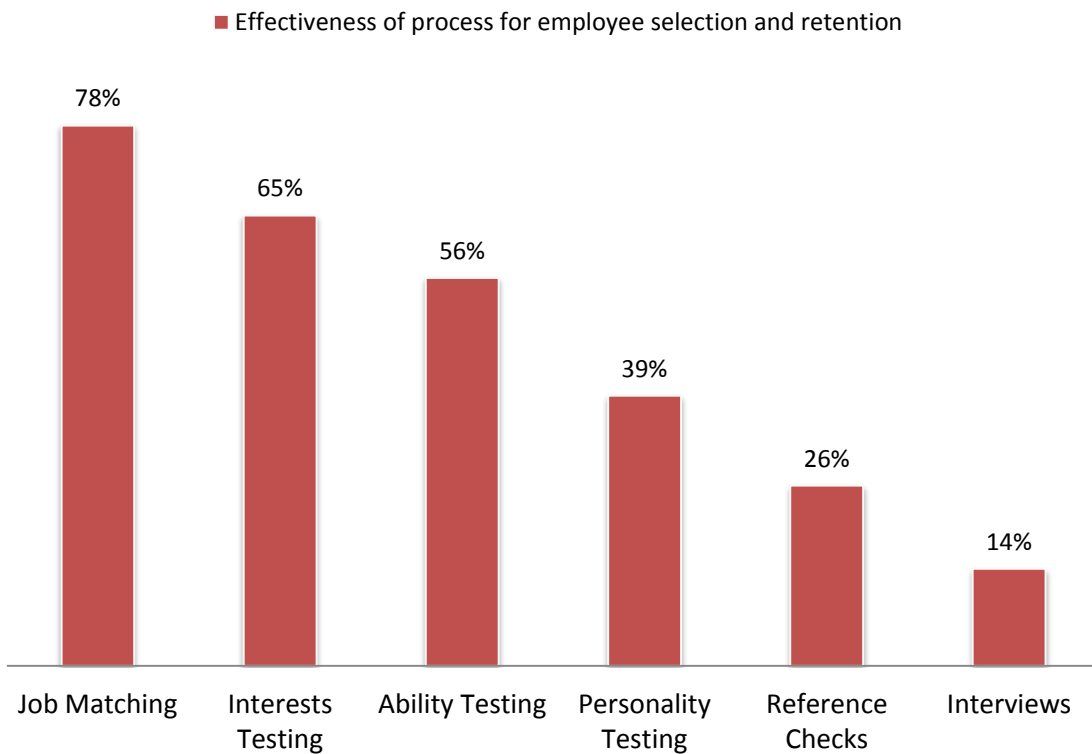 Effectiveness of process for employee selection and retention
78%
65%
56%
39%
26%
14%
Job Matching
Interests
Testing
Ability Testing
Personality
Testing
Reference
Checks
Interviews